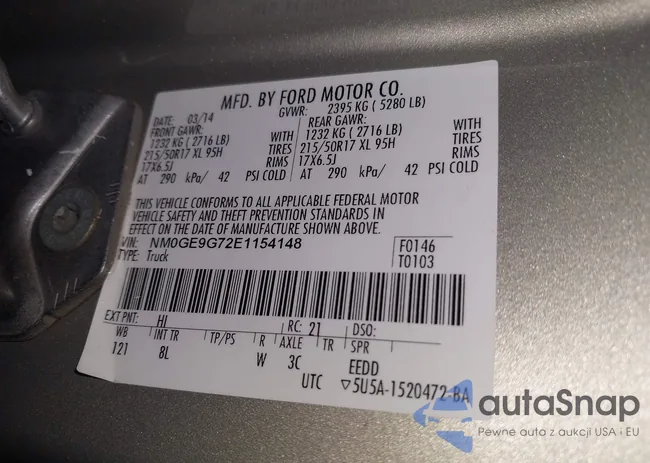 MFD. BY FORD MOTOR CO.
DATE: 03/14 GVWR: 2395 KG ( 5280 LB)
FRONT GAWR: REAR GAWR:
1232 KG ( 2716 LB) WITH 1232 KG ( 2716 LB) WITH
215/50R17 XL 95H TIRES 215/50R17 XL 95H TIRES
17X6.5J RIMS 17X6.5J RIMS
AT 290 kPa/ 42 PSI COLD AT 290 kPa/ 42 PSI COLD
THIS VEHICLE CONFORMS TO ALL APPLICABLE FEDERAL MOTOR
VEHICLE SAFETY AND THEFT PREVENTION STANDARDS IN
EFFECT ON THE DATE OF MANUFACTURE SHOWN ABOVE.
VIN: NM0GE9G72E1154148 F0146
TYPE: Truck T0103
EXT PNT: HI RC: 21 DSO:
WB INT TR TP/PS R AXLE TR SPR
121 8L W 3C EEDD
UTC ▽5U5A-1520472-BA
autoSnap
Pewne auto z aukcji USA i EU